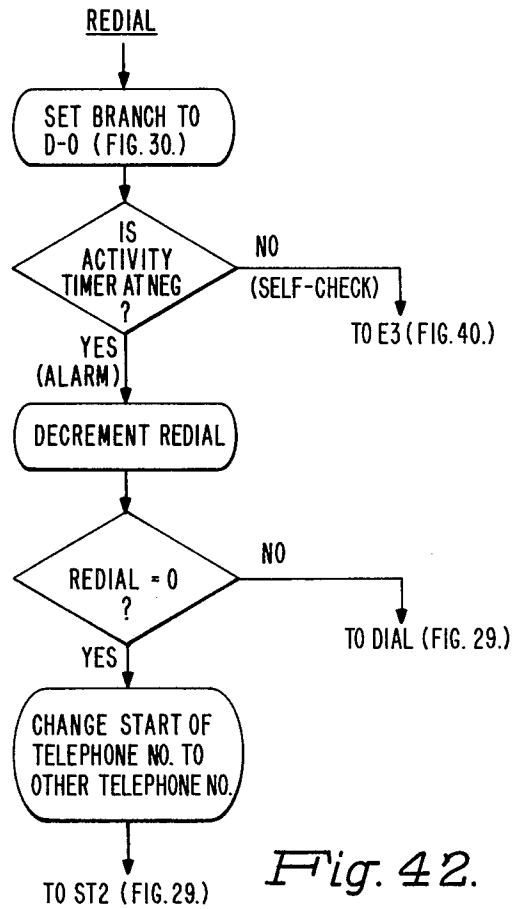 REDIAL
SET BRANCH TO
D-0 (FIG. 30.)
IS
ACTIVITY
TIMER AT NEG
?
NO
(SELF-CHECK)
TO E3 (FIG. 40.)
YES
(ALARM)
DECREMENT REDIAL
REDIAL = 0
?
NO
TO DIAL (FIG. 29.)
YES
CHANGE START OF
TELEPHONE NO. TO
OTHER TELEPHONE NO.
TO ST2 (FIG. 29.)
Fig. 42.